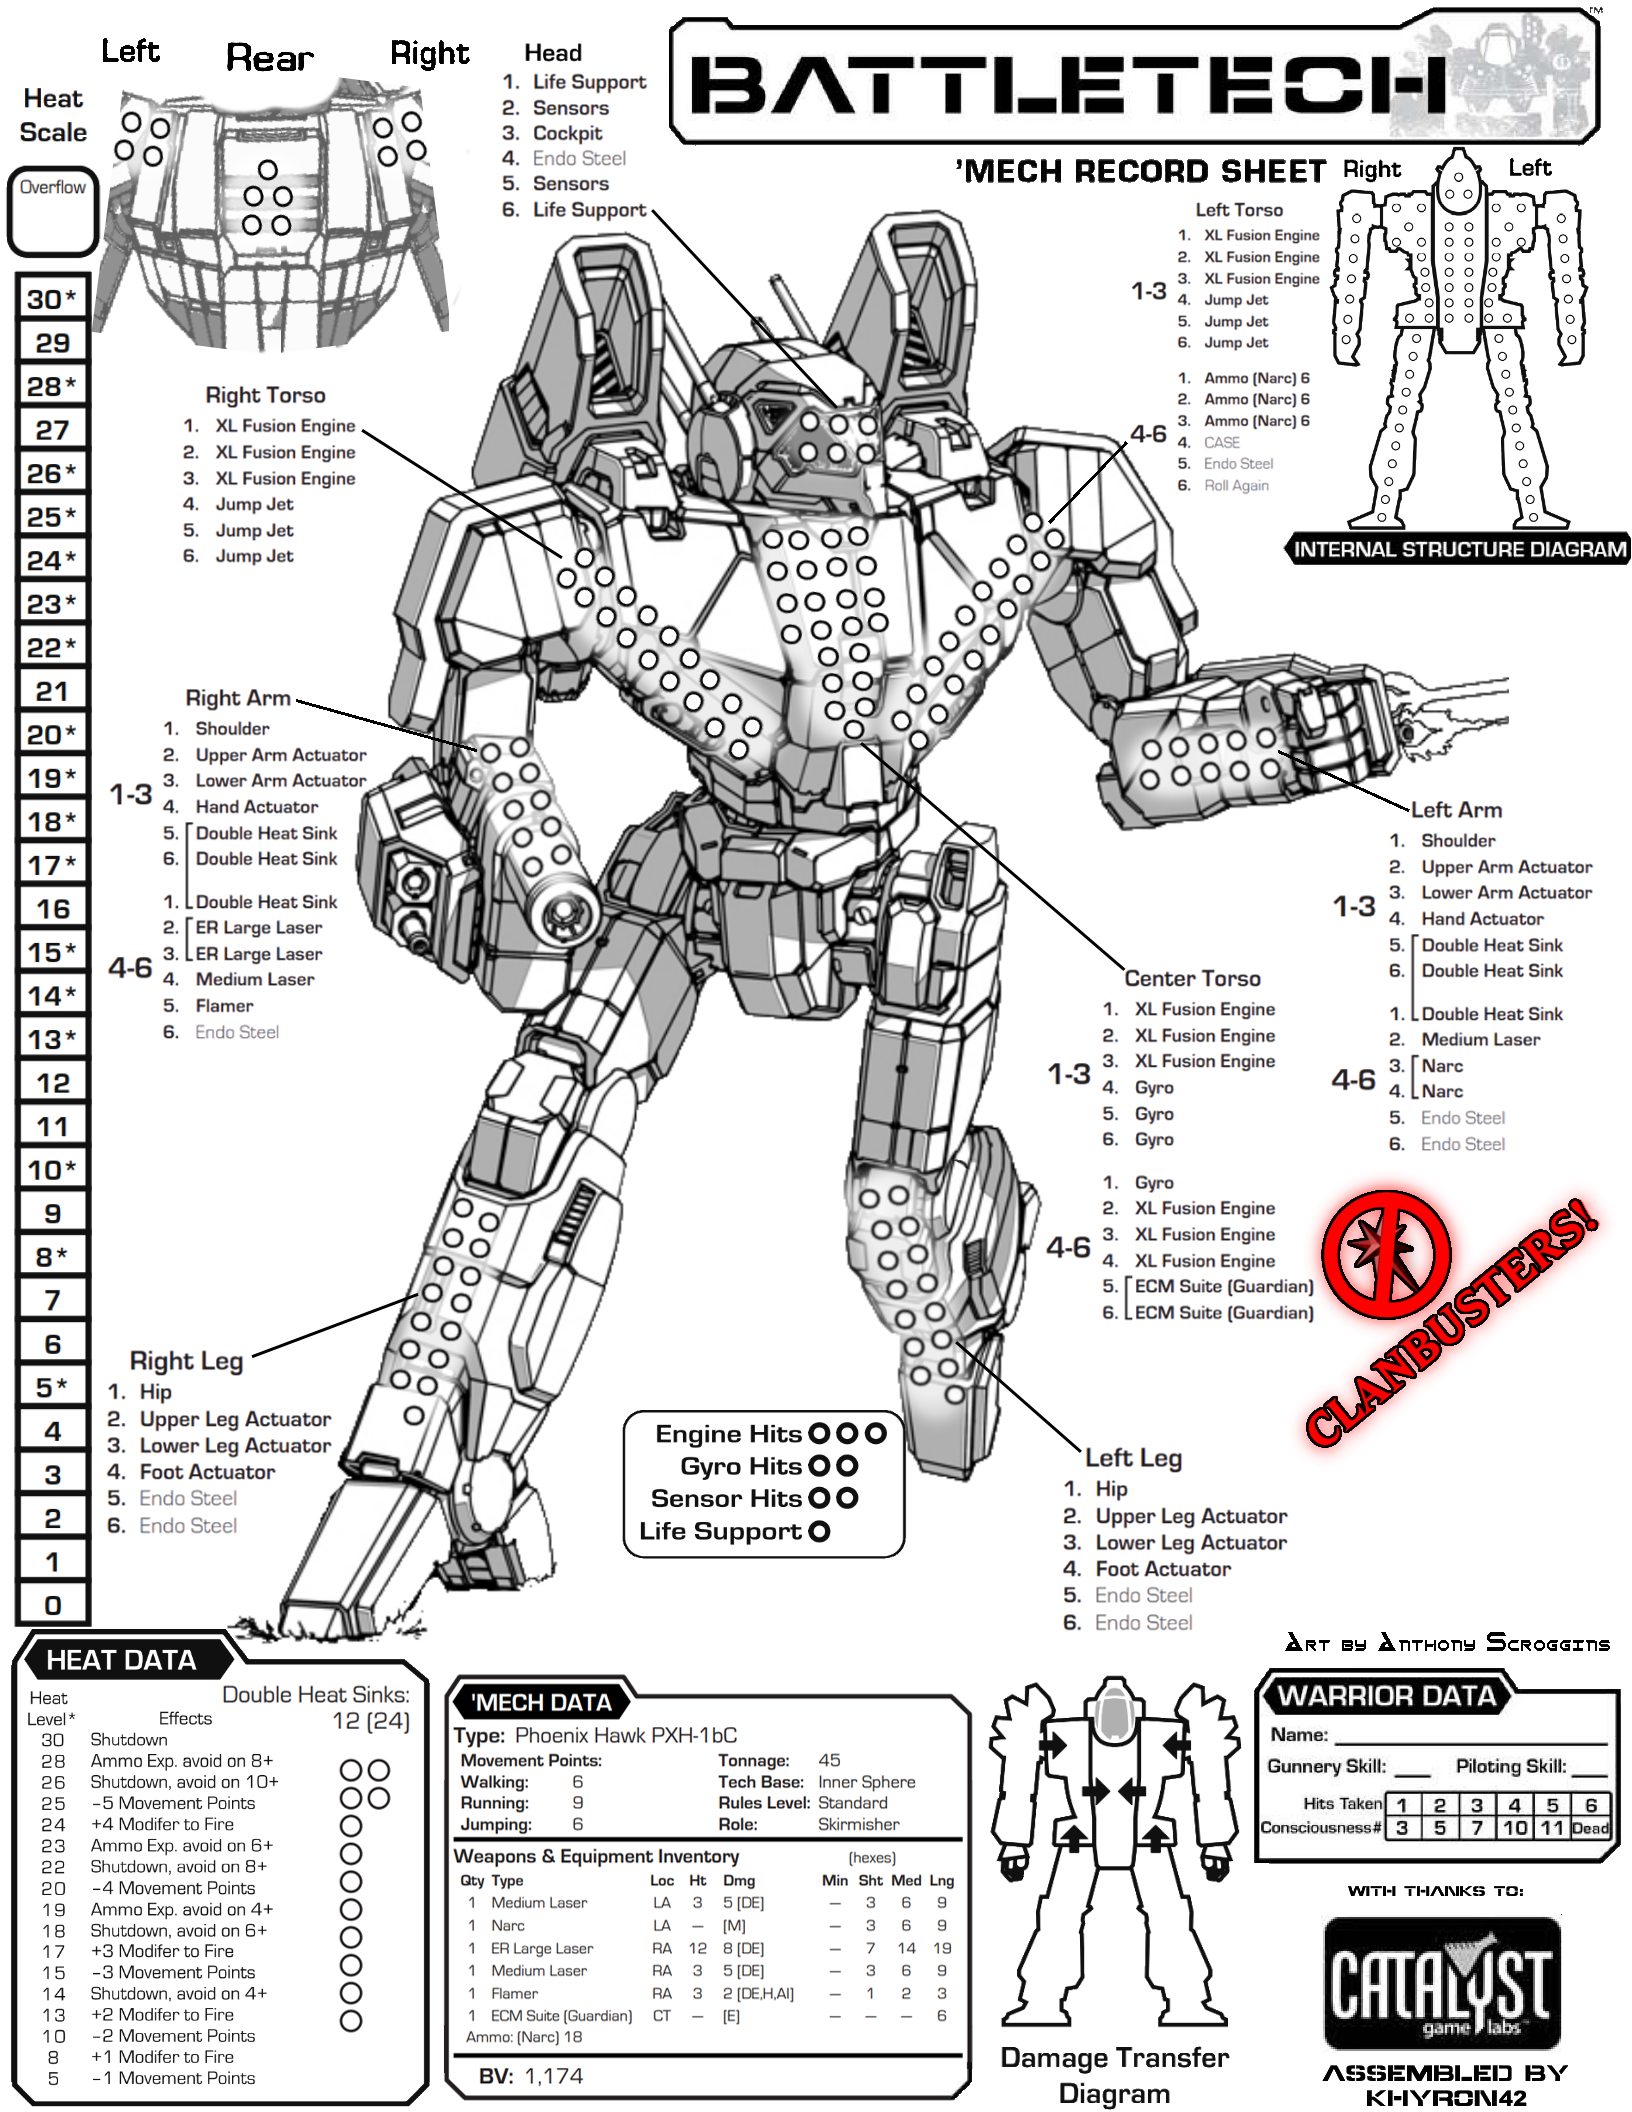 BATTLETECH
TM
'MECH RECORD SHEET
Left Rear Right
Heat
Scale
Overflow
30*
29
28*
27
26*
25*
24*
23*
22*
21
20*
19*
18*
17*
16
15*
14*
13*
12
11
10*
9
8*
7
6
5*
4
3
2
1
0
Head
1. Life Support
2. Sensors
3. Cockpit
4. Endo Steel
5. Sensors
6. Life Support
Right Left
INTERNAL STRUCTURE DIAGRAM
Left Torso
1-3
1. XL Fusion Engine
2. XL Fusion Engine
3. XL Fusion Engine
4. Jump Jet
5. Jump Jet
6. Jump Jet
4-6
1. Ammo (Narc) 6
2. Ammo (Narc) 6
3. Ammo (Narc) 6
4. CASE
5. Endo Steel
6. Roll Again
Right Torso
1. XL Fusion Engine
2. XL Fusion Engine
3. XL Fusion Engine
4. Jump Jet
5. Jump Jet
6. Jump Jet
Right Arm
1-3
1. Shoulder
2. Upper Arm Actuator
3. Lower Arm Actuator
4. Hand Actuator
5. Double Heat Sink
6. Double Heat Sink
4-6
1. Double Heat Sink
2. ER Large Laser
3. ER Large Laser
4. Medium Laser
5. Flamer
6. Endo Steel
Left Arm
1-3
1. Shoulder
2. Upper Arm Actuator
3. Lower Arm Actuator
4. Hand Actuator
5. Double Heat Sink
6. Double Heat Sink
4-6
1. Double Heat Sink
2. Medium Laser
3. Narc
4. Narc
5. Endo Steel
6. Endo Steel
Center Torso
1-3
1. XL Fusion Engine
2. XL Fusion Engine
3. XL Fusion Engine
4. Gyro
5. Gyro
6. Gyro
4-6
1. Gyro
2. XL Fusion Engine
3. XL Fusion Engine
4. XL Fusion Engine
5. ECM Suite (Guardian)
6. ECM Suite (Guardian)
CLANBUSTERS!
Right Leg
1. Hip
2. Upper Leg Actuator
3. Lower Leg Actuator
4. Foot Actuator
5. Endo Steel
6. Endo Steel
Engine Hits
Gyro Hits
Sensor Hits
Life Support
Left Leg
1. Hip
2. Upper Leg Actuator
3. Lower Leg Actuator
4. Foot Actuator
5. Endo Steel
6. Endo Steel
Art by Anthony Scroggins
HEAT DATA
Double Heat Sinks:
12 (24)
Heat
Level* Effects
30 Shutdown
28 Ammo Exp. avoid on 8+
26 Shutdown, avoid on 10+
25 -5 Movement Points
24 +4 Modifer to Fire
23 Ammo Exp. avoid on 6+
22 Shutdown, avoid on 8+
20 -4 Movement Points
19 Ammo Exp. avoid on 4+
18 Shutdown, avoid on 6+
17 +3 Modifer to Fire
15 -3 Movement Points
14 Shutdown, avoid on 4+
13 +2 Modifer to Fire
10 -2 Movement Points
8 +1 Modifer to Fire
5 -1 Movement Points
'MECH DATA
Type: Phoenix Hawk PXH-1bC
Movement Points: Tonnage: 45
Walking: 6 Tech Base: Inner Sphere
Running: 9 Rules Level: Standard
Jumping: 6 Role: Skirmisher
Weapons & Equipment Inventory (hexes)
Qty Type Loc Ht Dmg Min Sht Med Lng
1 Medium Laser LA 3 5 [DE] – 3 6 9
1 Narc LA – [M] – 3 6 9
1 ER Large Laser RA 12 8 [DE] – 7 14 19
1 Medium Laser RA 3 5 [DE] – 3 6 9
1 Flamer RA 3 2 [DE,H,AI] – 1 2 3
1 ECM Suite (Guardian) CT – [E] – – – 6
Ammo: (Narc) 18
BV: 1,174
Damage Transfer
Diagram
WARRIOR DATA
Name:
Gunnery Skill: Piloting Skill:
Hits Taken 1 2 3 4 5 6
Consciousness# 3 5 7 10 11 Dead
WITH THANKS TO:
CATALYST
game labs
ASSEMBLED BY
KHYRON42